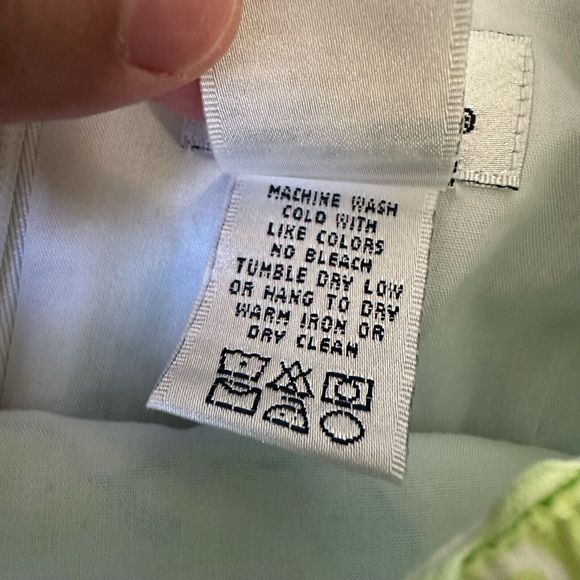 MACHINE WASH
COLD WITH
LIKE COLORS
NO BLEACH
TUMBLE DRY LOW
OR HANG TO DRY
WARM IRON OR
DRY CLEAN